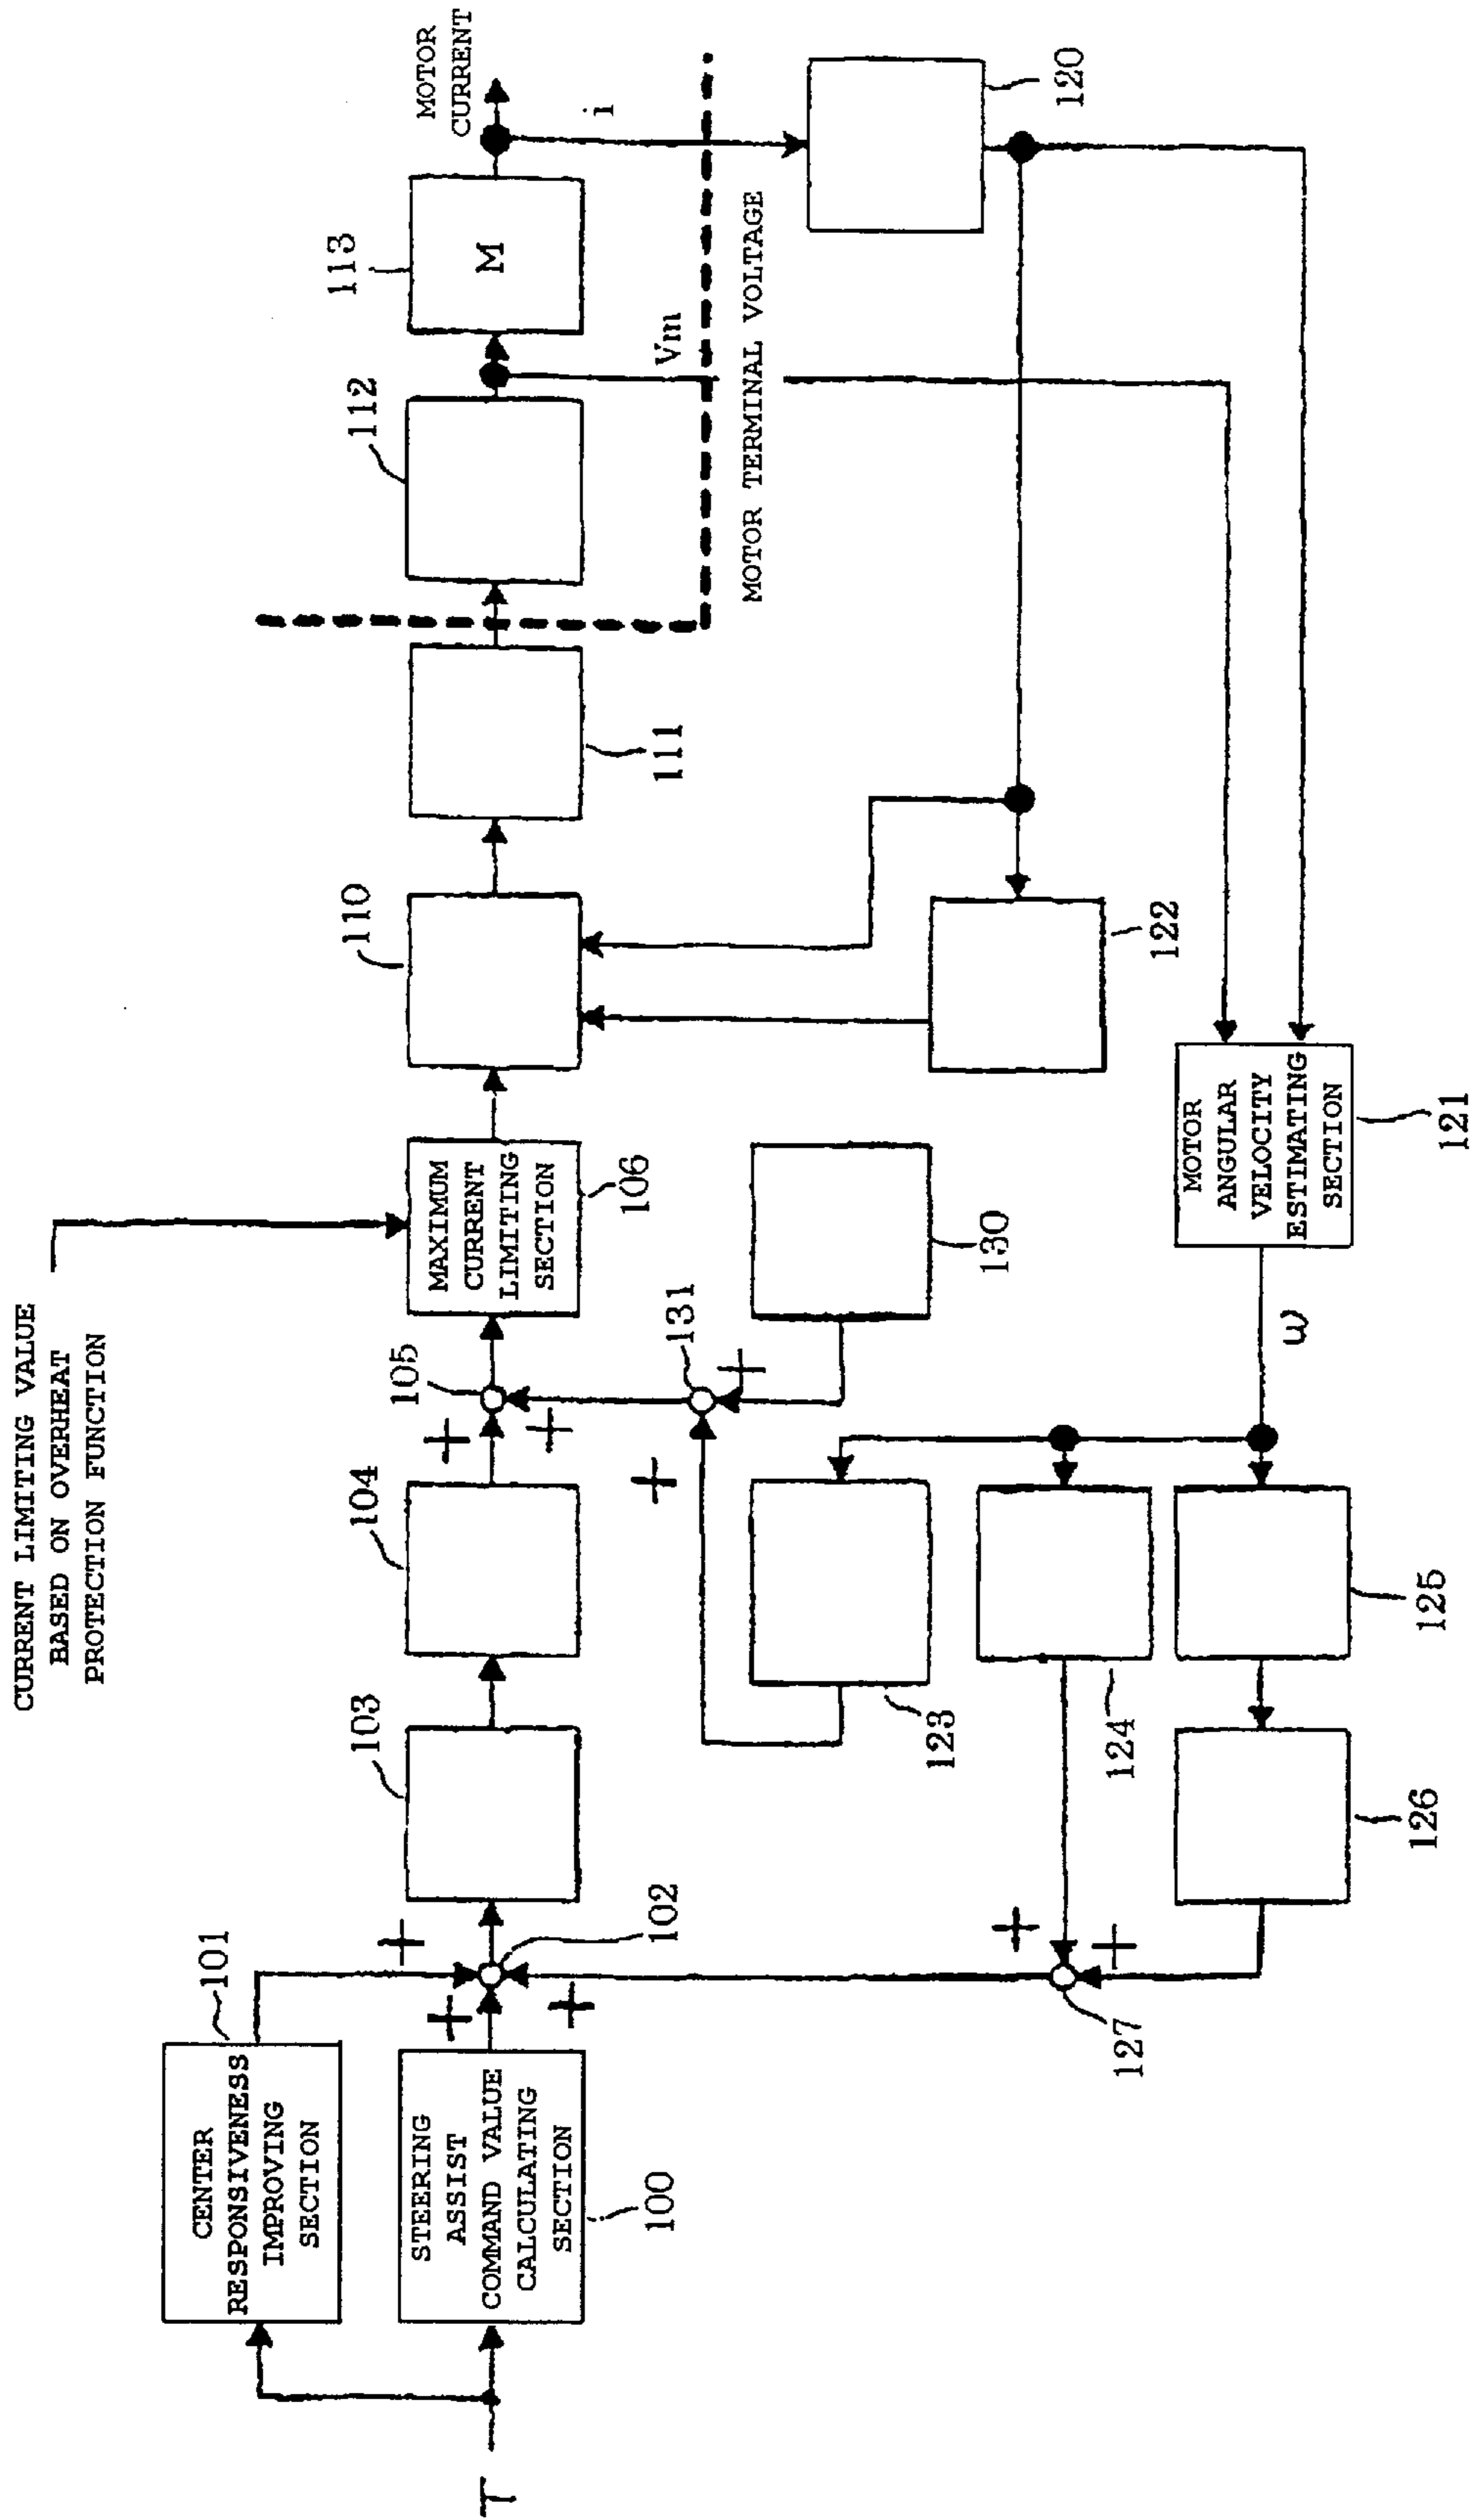 CURRENT LIMITING VALUE
BASED ON OVERHEAT
PROTECTION FUNCTION
T
CENTER
RESPONSIVENESS
IMPROVING
SECTION
101
STEERING
ASSIST
COMMAND VALUE
CALCULATING
SECTION
100
+
+
+
102
103
104
+
+
105
MAXIMUM
CURRENT
LIMITING
SECTION
106
110
111
112
Vm
113
M
MOTOR
CURRENT
i
MOTOR TERMINAL VOLTAGE
120
122
+
+
131
130
123
124
125
126
+
+
127
ω
MOTOR
ANGULAR
VELOCITY
ESTIMATING
SECTION
121